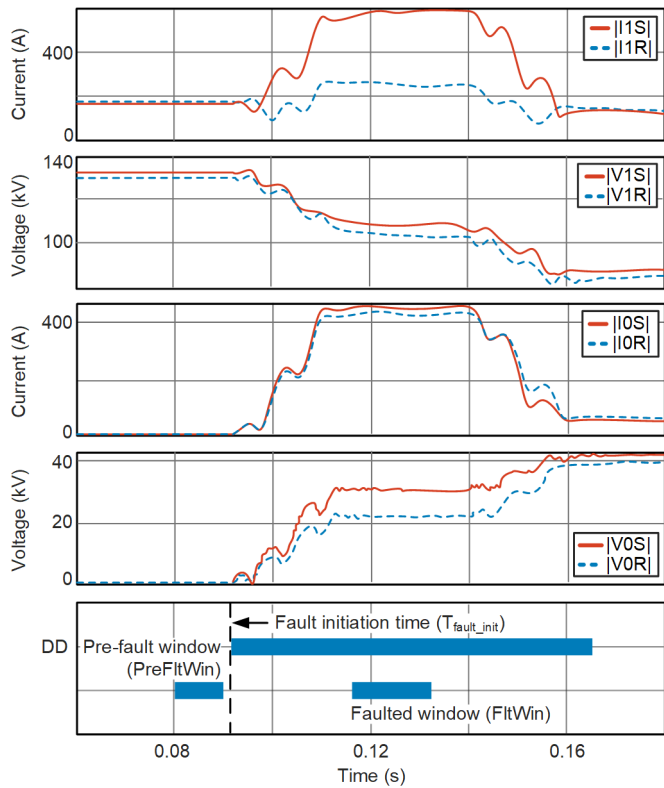 Current (A)
400
0
|I1S|
|I1R|
Voltage (kV)
140
100
|V1S|
|V1R|
Current (A)
400
0
|I0S|
|I0R|
Voltage (kV)
40
20
0
|V0S|
|V0R|
Fault initiation time (Tfault_init)
DD
Pre-fault window
(PreFltWin)
Faulted window (FltWin)
0.08
0.12
0.16
Time (s)